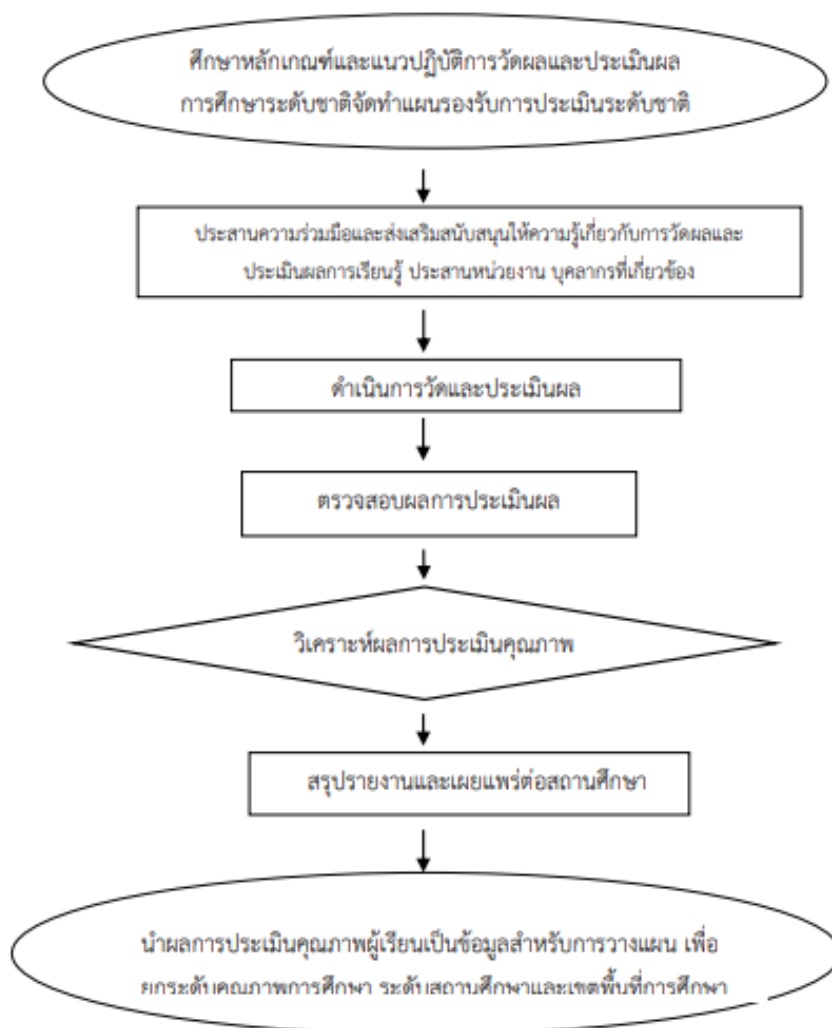 ศึกษาหลักเกณฑ์และแนวปฏิบัติการวัดผลและประเมินผล
การศึกษาระดับชาติจัดทำแผนรองรับการประเมินระดับชาติ
ประสานความร่วมมือและส่งเสริมสนับสนุนให้ความรู้เกี่ยวกับการวัดผลและ
ประเมินผลการเรียนรู้ ประสานหน่วยงาน บุคลากรที่เกี่ยวข้อง
ดำเนินการวัดและประเมินผล
ตรวจสอบผลการประเมินผล
วิเคราะห์ผลการประเมินคุณภาพ
สรุปรายงานและเผยแพร่ต่อสถานศึกษา
นำผลการประเมินคุณภาพผู้เรียนเป็นข้อมูลสำหรับการวางแผน เพื่อ
ยกระดับคุณภาพการศึกษา ระดับสถานศึกษาและเขตพื้นที่การศึกษา